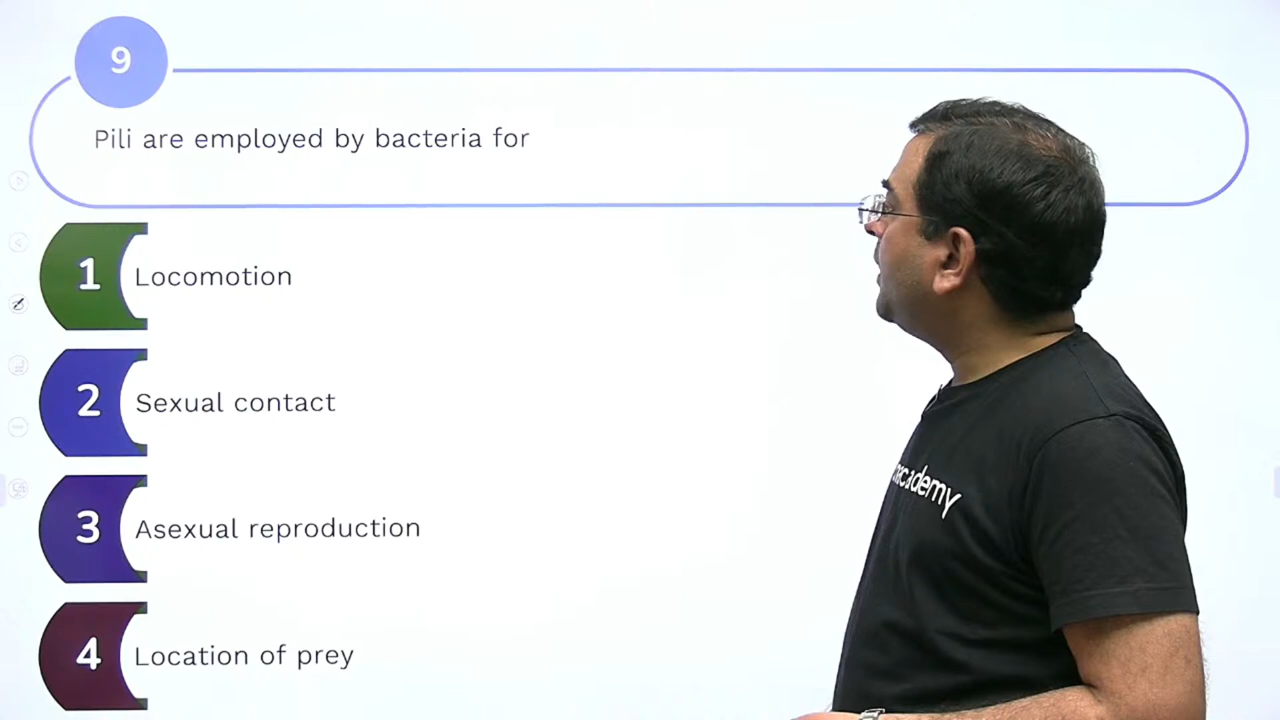 9
Pili are employed by bacteria for
1 Locomotion
2 Sexual contact
3 Asexual reproduction
4 Location of prey